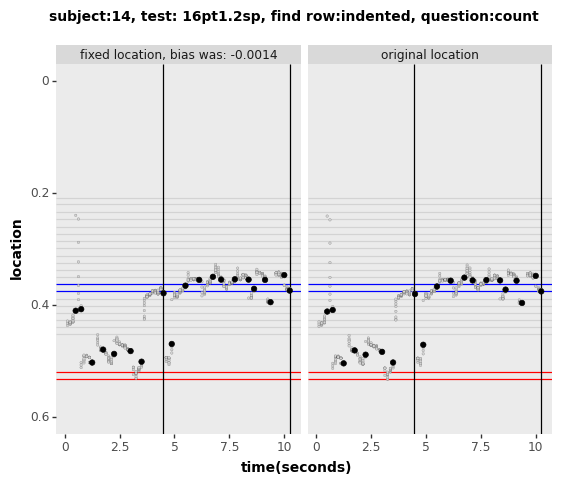 subject:14, test: 16pt1.2sp, find row:indented, question:count
fixed location, bias was: -0.0014 original location
0
0.2
0.4
0.6
location
0 2.5 5 7.5 10 0 2.5 5 7.5 10
time(seconds)